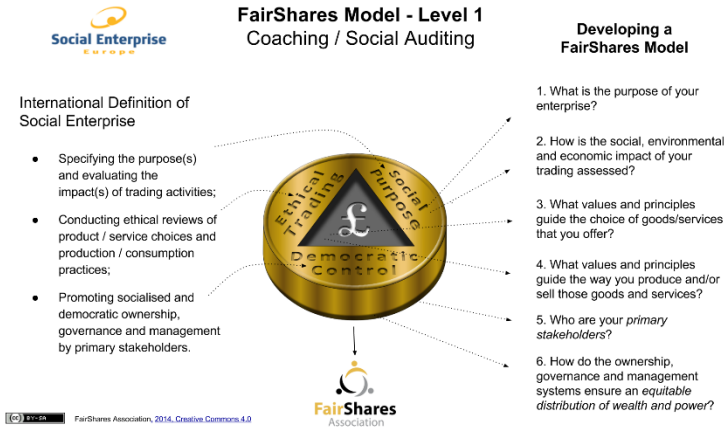 Social Enterprise
Europe
FairShares Model - Level 1
Coaching / Social Auditing
Developing a
FairShares Model
International Definition of
Social Enterprise
● Specifying the purpose(s)
and evaluating the
impact(s) of trading activities;
● Conducting ethical reviews of
product / service choices and
production / consumption
practices;
● Promoting socialised and
democratic ownership,
governance and management
by primary stakeholders.
Ethical
Trading
Social
Purpose
£
Democratic
Control
1. What is the purpose of your
enterprise?
2. How is the social, environmental
and economic impact of your
trading assessed?
3. What values and principles
guide the choice of goods/services
that you offer?
4. What values and principles
guide the way you produce and/or
sell those goods and services?
5. Who are your primary
stakeholders?
6. How do the ownership,
governance and management
systems ensure an equitable
distribution of wealth and power?
FairShares
Association
cc BY-SA
FairShares Association, 2014, Creative Commons 4.0